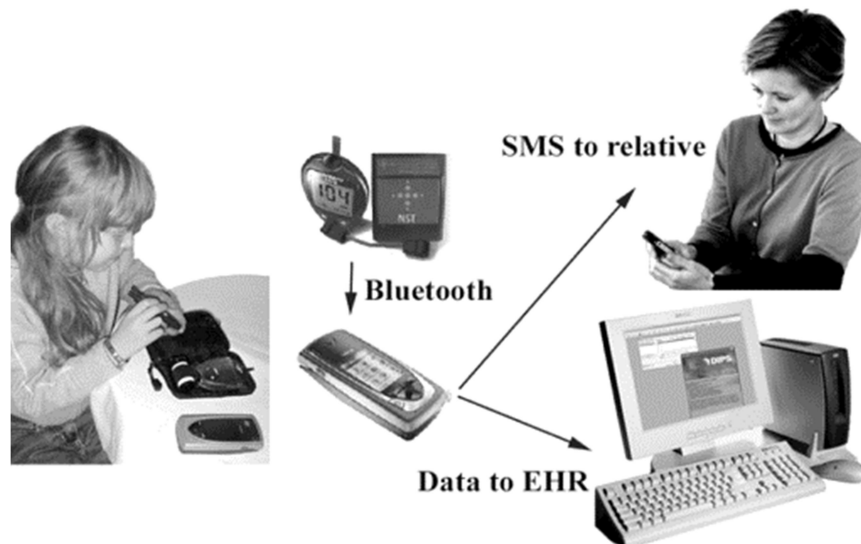 SMS to relative
104
NST
Bluetooth
DIPS
Data to EHR